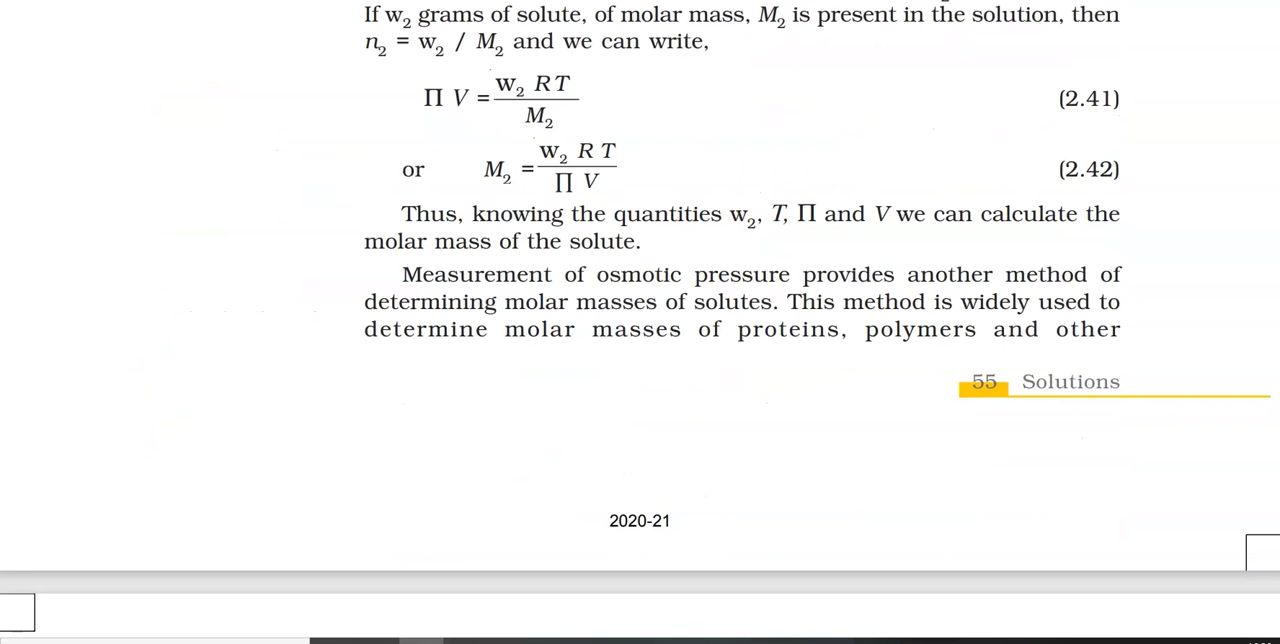 If w₂ grams of solute, of molar mass, M₂ is present in the solution, then
n₂ = w₂ / M₂ and we can write,
Π V = w₂ R T / M₂ (2.41)
or M₂ = w₂ R T / Π V (2.42)
Thus, knowing the quantities w₂, T, Π and V we can calculate the
molar mass of the solute.
Measurement of osmotic pressure provides another method of
determining molar masses of solutes. This method is widely used to
determine molar masses of proteins, polymers and other
55 Solutions
2020-21